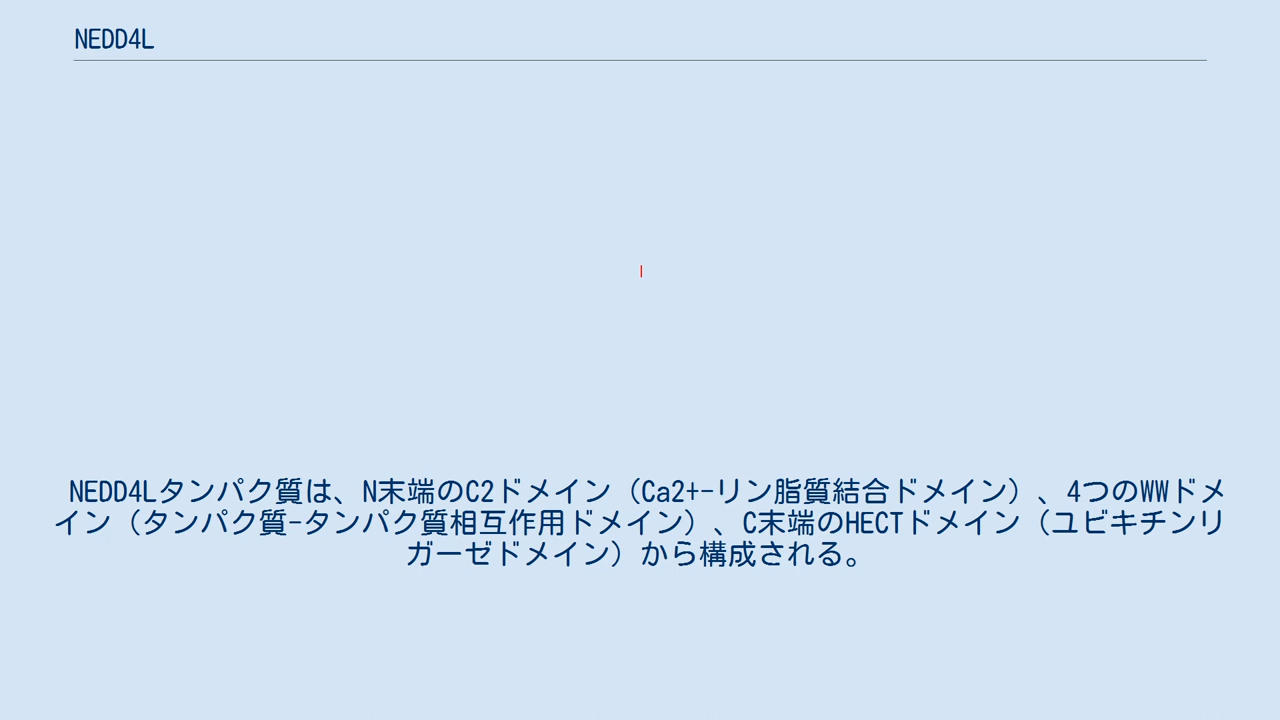 NEDD4L
NEDD4Lタンパク質は、N末端のC2ドメイン（Ca2+-リン脂質結合ドメイン）、4つのWWドメ
イン（タンパク質-タンパク質相互作用ドメイン）、C末端のHECTドメイン（ユビキチンリ
ガーゼドメイン）から構成される。